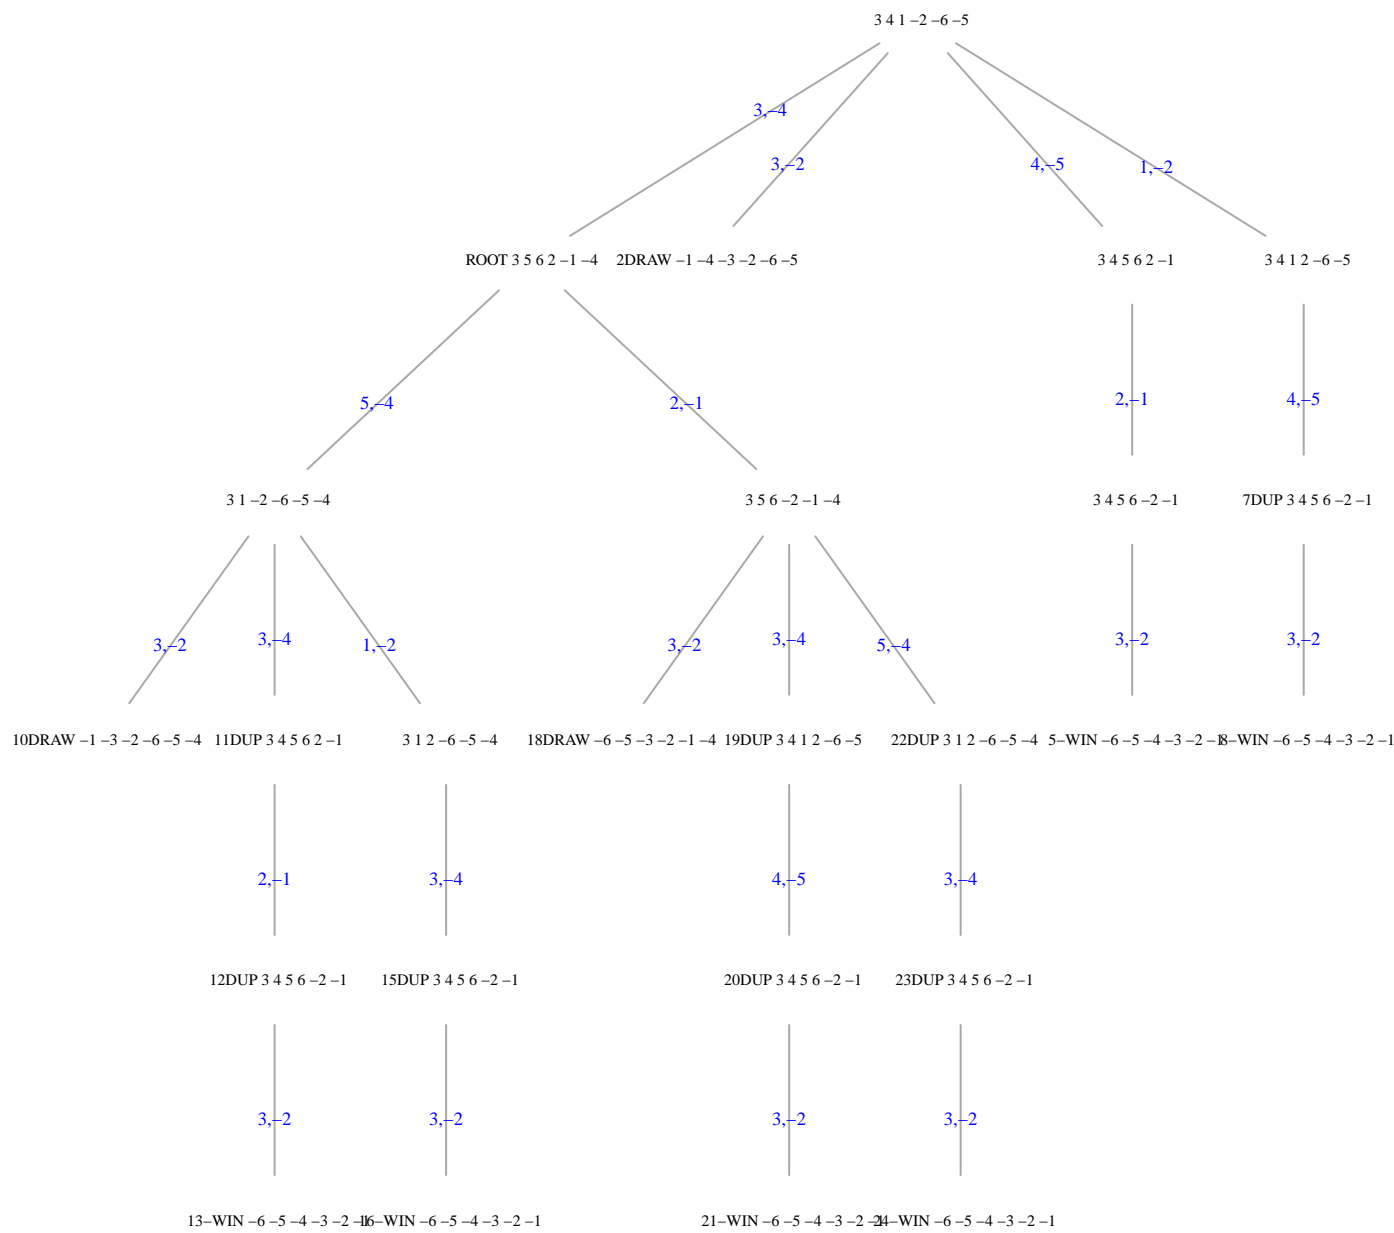 3 4 1 −2 −6 −5
3,−4
3,−2 4,−5 1,−2
ROOT 3 5 6 2 −1 −4 2DRAW −1 −4 −3 −2 −6 −5 3 4 5 6 2 −1 3 4 1 2 −6 −5
5,−4 2,−1 2,−1 4,−5
3 1 −2 −6 −5 −4 3 5 6 −2 −1 −4 3 4 5 6 −2 −1 7DUP 3 4 5 6 −2 −1
3,−2 3,−4 1,−2 3,−2 3,−4 5,−4 3,−2 3,−2
10DRAW −1 −3 −2 −6 −5 −4 11DUP 3 4 5 6 2 −1 3 1 2 −6 −5 −4 18DRAW −6 −5 −3 −2 −1 −4 19DUP 3 4 1 2 −6 −5 22DUP 3 1 2 −6 −5 −4 5−WIN −6 −5 −4 −3 −2 −1 8−WIN −6 −5 −4 −3 −2 −1
2,−1 3,−4 4,−5 3,−4
12DUP 3 4 5 6 −2 −1 15DUP 3 4 5 6 −2 −1 20DUP 3 4 5 6 −2 −1 23DUP 3 4 5 6 −2 −1
3,−2 3,−2 3,−2 3,−2
13−WIN −6 −5 −4 −3 −2 −1 16−WIN −6 −5 −4 −3 −2 −1 21−WIN −6 −5 −4 −3 −2 −1 24−WIN −6 −5 −4 −3 −2 −1